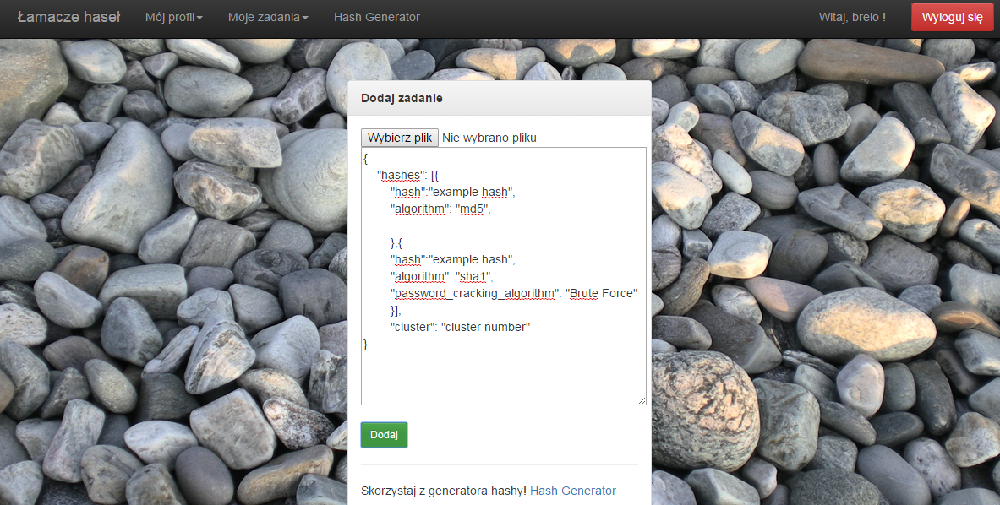 Łamacze haseł Mój profil Moje zadania Hash Generator Witaj, brelo ! Wyloguj się
Dodaj zadanie
Wybierz plik Nie wybrano pliku
{
"hashes": [{
"hash":"example hash",
"algorithm": "md5",
},{
"hash":"example hash",
"algorithm": "sha1",
"password_cracking_algorithm": "Brute Force"
}],
"cluster": "cluster number"
}
Dodaj
Skorzystaj z generatora hashy! Hash Generator